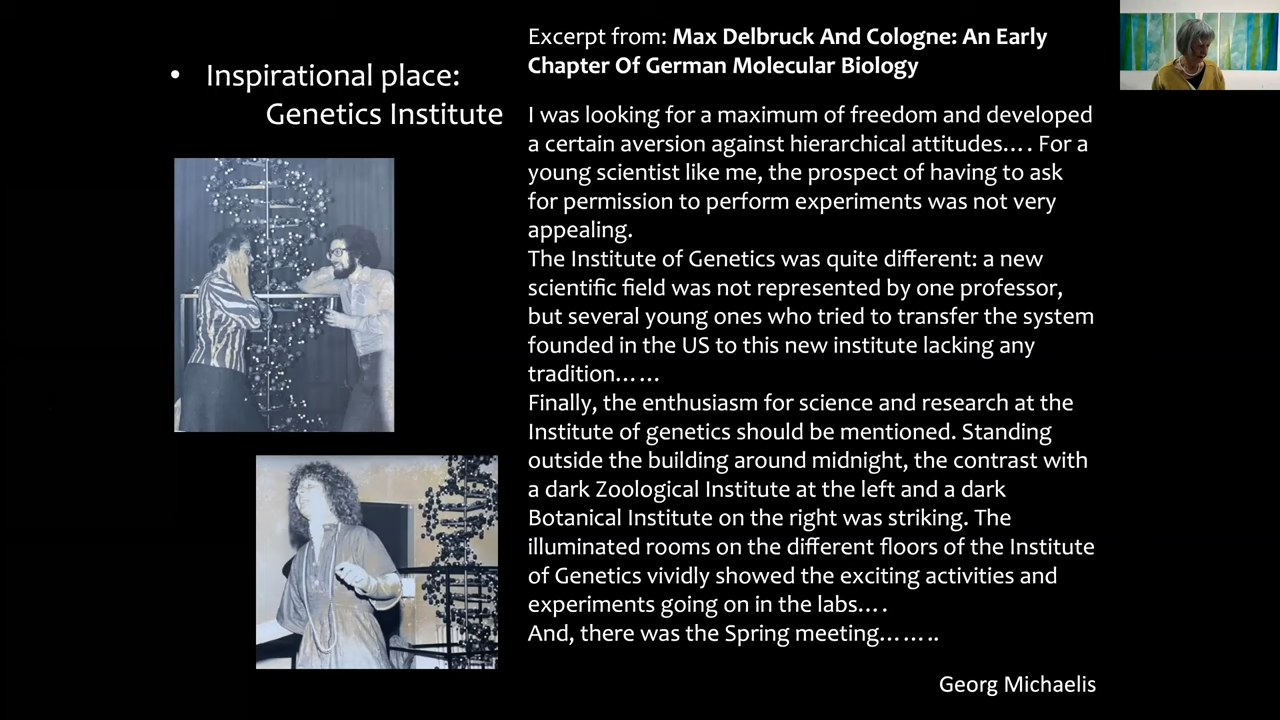 • Inspirational place:
Genetics Institute
Excerpt from: Max Delbruck And Cologne: An Early
Chapter Of German Molecular Biology
I was looking for a maximum of freedom and developed
a certain aversion against hierarchical attitudes.... For a
young scientist like me, the prospect of having to ask
for permission to perform experiments was not very
appealing.
The Institute of Genetics was quite different: a new
scientific field was not represented by one professor,
but several young ones who tried to transfer the system
founded in the US to this new institute lacking any
tradition......
Finally, the enthusiasm for science and research at the
Institute of genetics should be mentioned. Standing
outside the building around midnight, the contrast with
a dark Zoological Institute at the left and a dark
Botanical Institute on the right was striking. The
illuminated rooms on the different floors of the Institute
of Genetics vividly showed the exciting activities and
experiments going on in the labs....
And, there was the Spring meeting........
Georg Michaelis